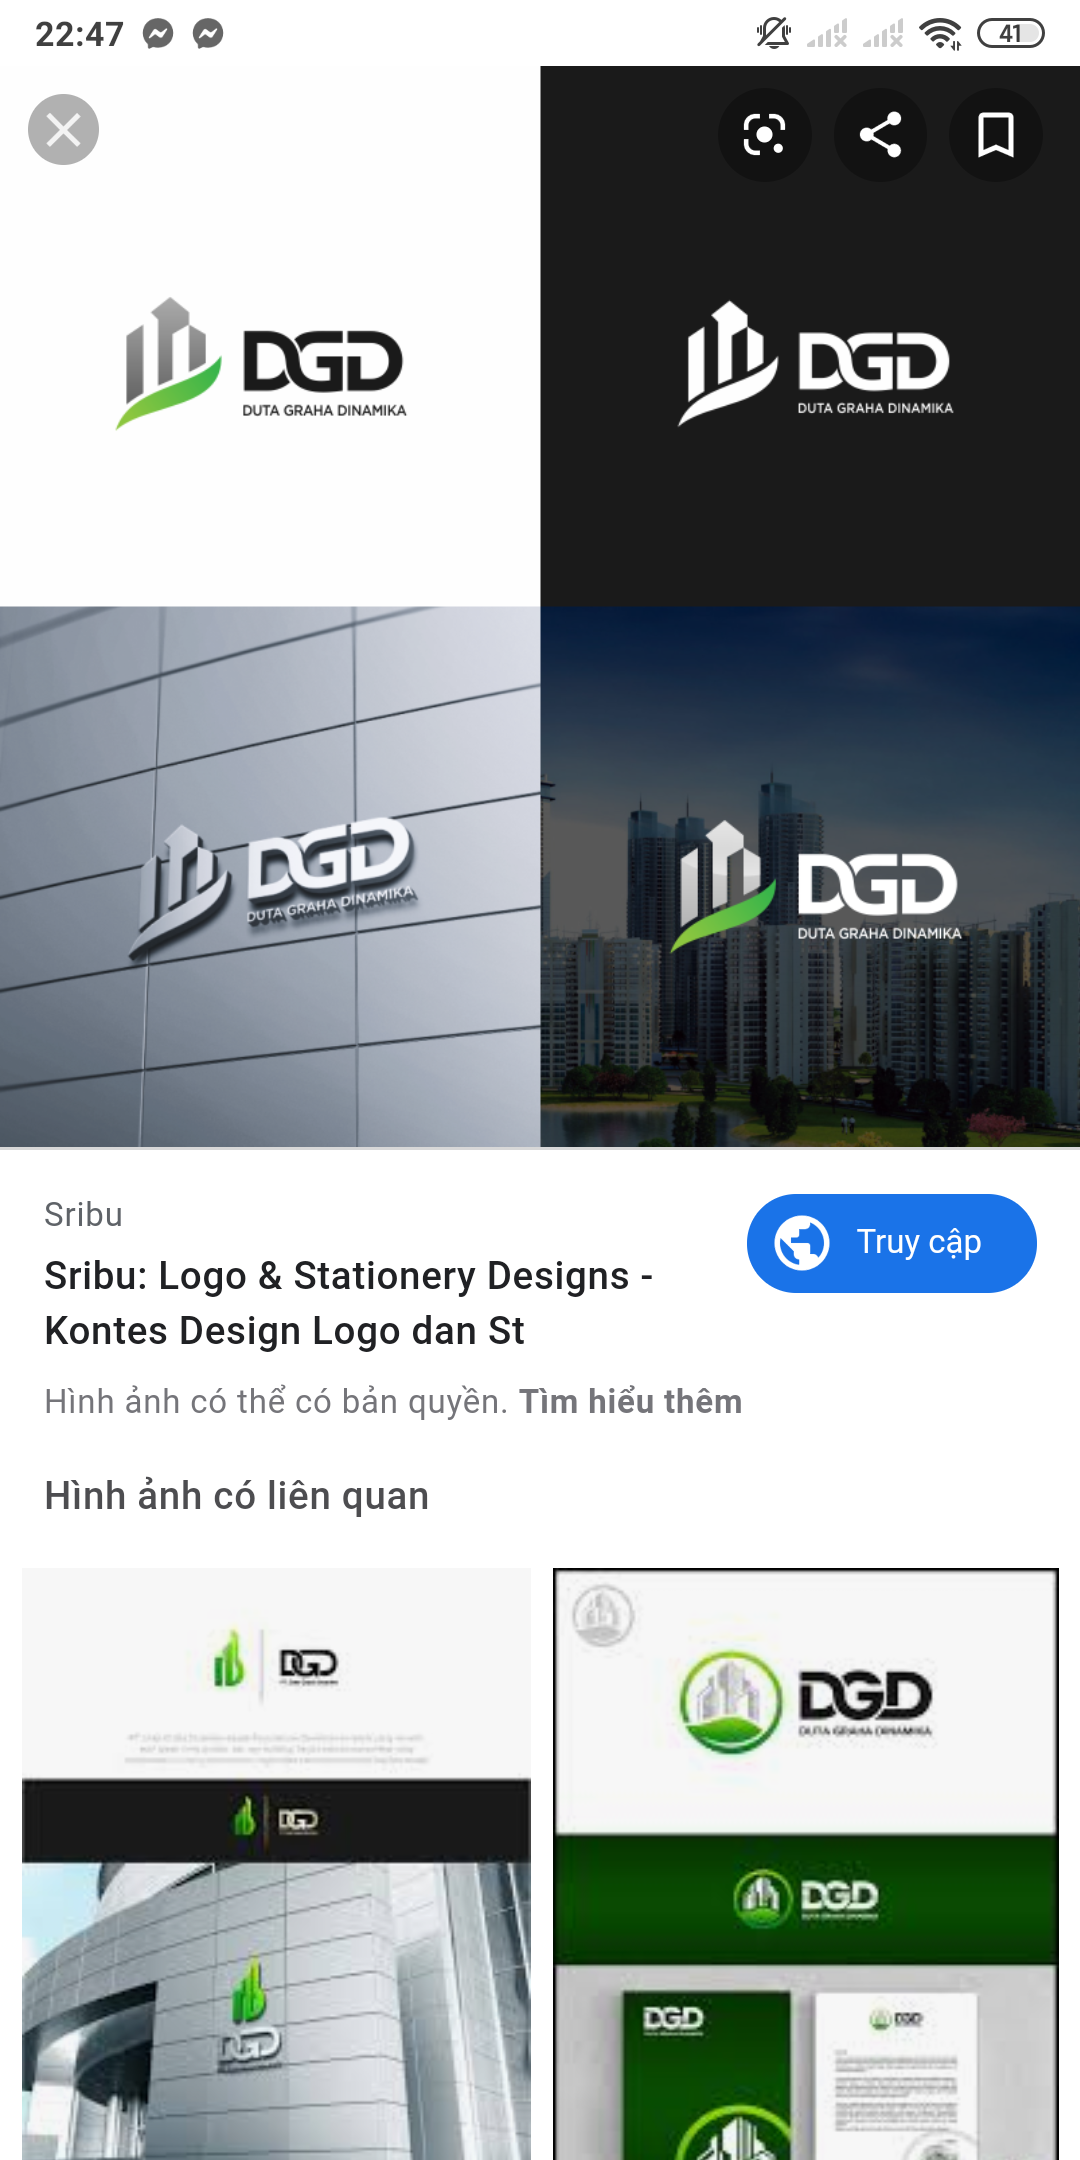 22:47
41
DGD
DUTA GRAHA DINAMIKA
DGD
DUTA GRAHA DINAMIKA
DGD
DUTA GRAHA DINAMIKA
DGD
DUTA GRAHA DINAMIKA
Sribu
Truy cập
Sribu: Logo & Stationery Designs -
Kontes Design Logo dan St
Hình ảnh có thể có bản quyền. Tìm hiểu thêm
Hình ảnh có liên quan
DGD
DGD
DGD
DGD
DUTA GRAHA DINAMIKA
DGD
DGD
DGD